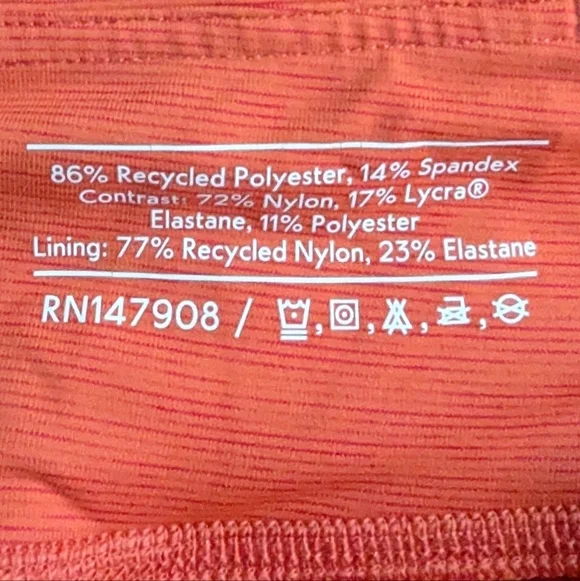 86% Recycled Polyester, 14% Spandex
Contrast: 72% Nylon, 17% Lycra®
Elastane, 11% Polyester
Lining: 77% Recycled Nylon, 23% Elastane
RN147908 /